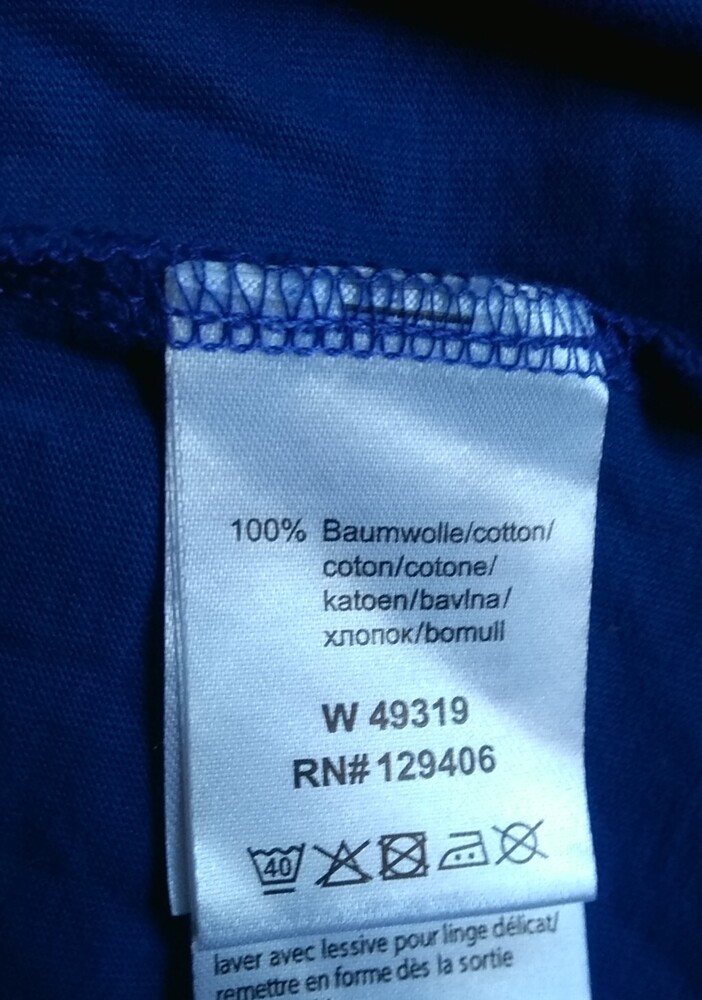 100% Baumwolle/cotton/
coton/cotone/
katoen/bavlna/
хлопок/bomull
W 49319
RN# 129406
40
laver avec lessive pour linge délicat/
remettre en forme dès la sortie